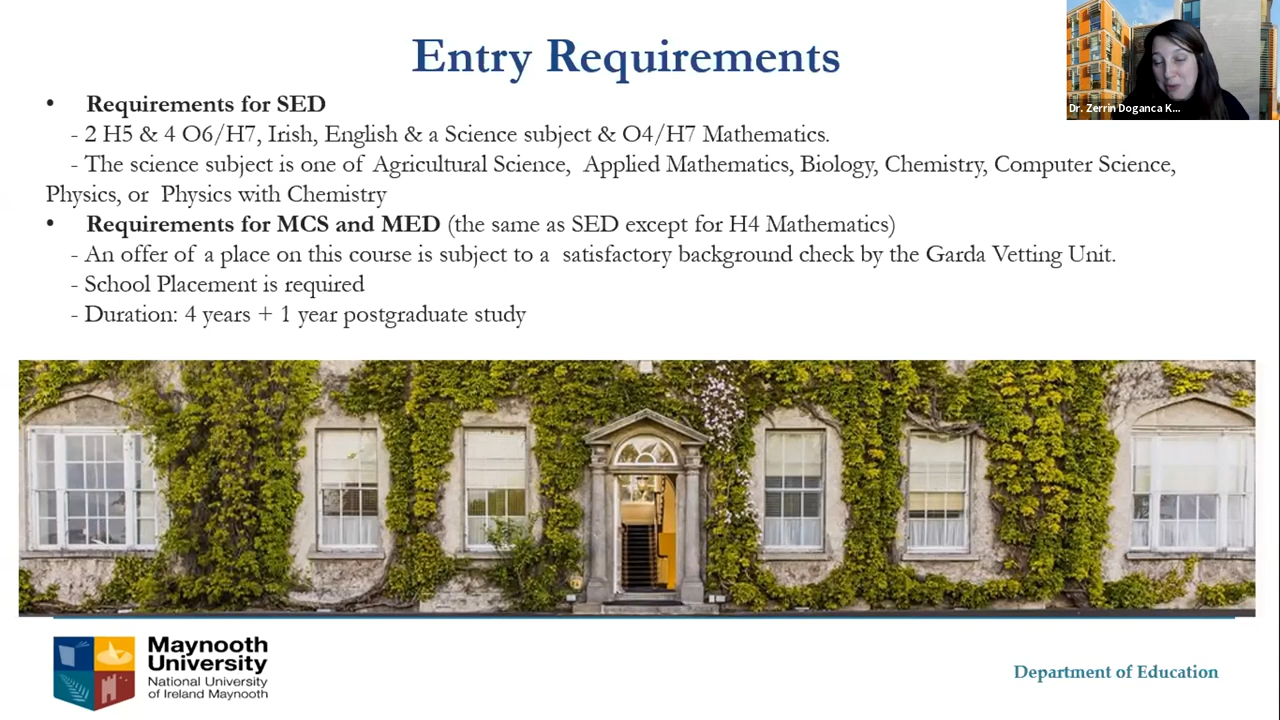 Entry Requirements
Dr. Zerrin Doganca K...
• Requirements for SED
- 2 H5 & 4 O6/H7, Irish, English & a Science subject & O4/H7 Mathematics.
- The science subject is one of Agricultural Science, Applied Mathematics, Biology, Chemistry, Computer Science,
Physics, or Physics with Chemistry
• Requirements for MCS and MED (the same as SED except for H4 Mathematics)
- An offer of a place on this course is subject to a satisfactory background check by the Garda Vetting Unit.
- School Placement is required
- Duration: 4 years + 1 year postgraduate study
Maynooth
University
National University
of Ireland Maynooth
Department of Education